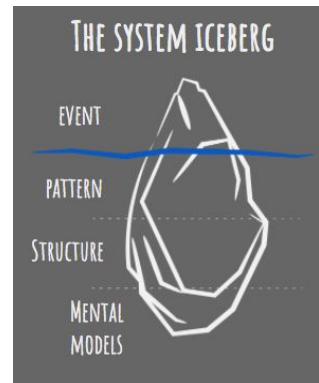 THE SYSTEM ICEBERG
EVENT
PATTERN
STRUCTURE
MENTAL
MODELS